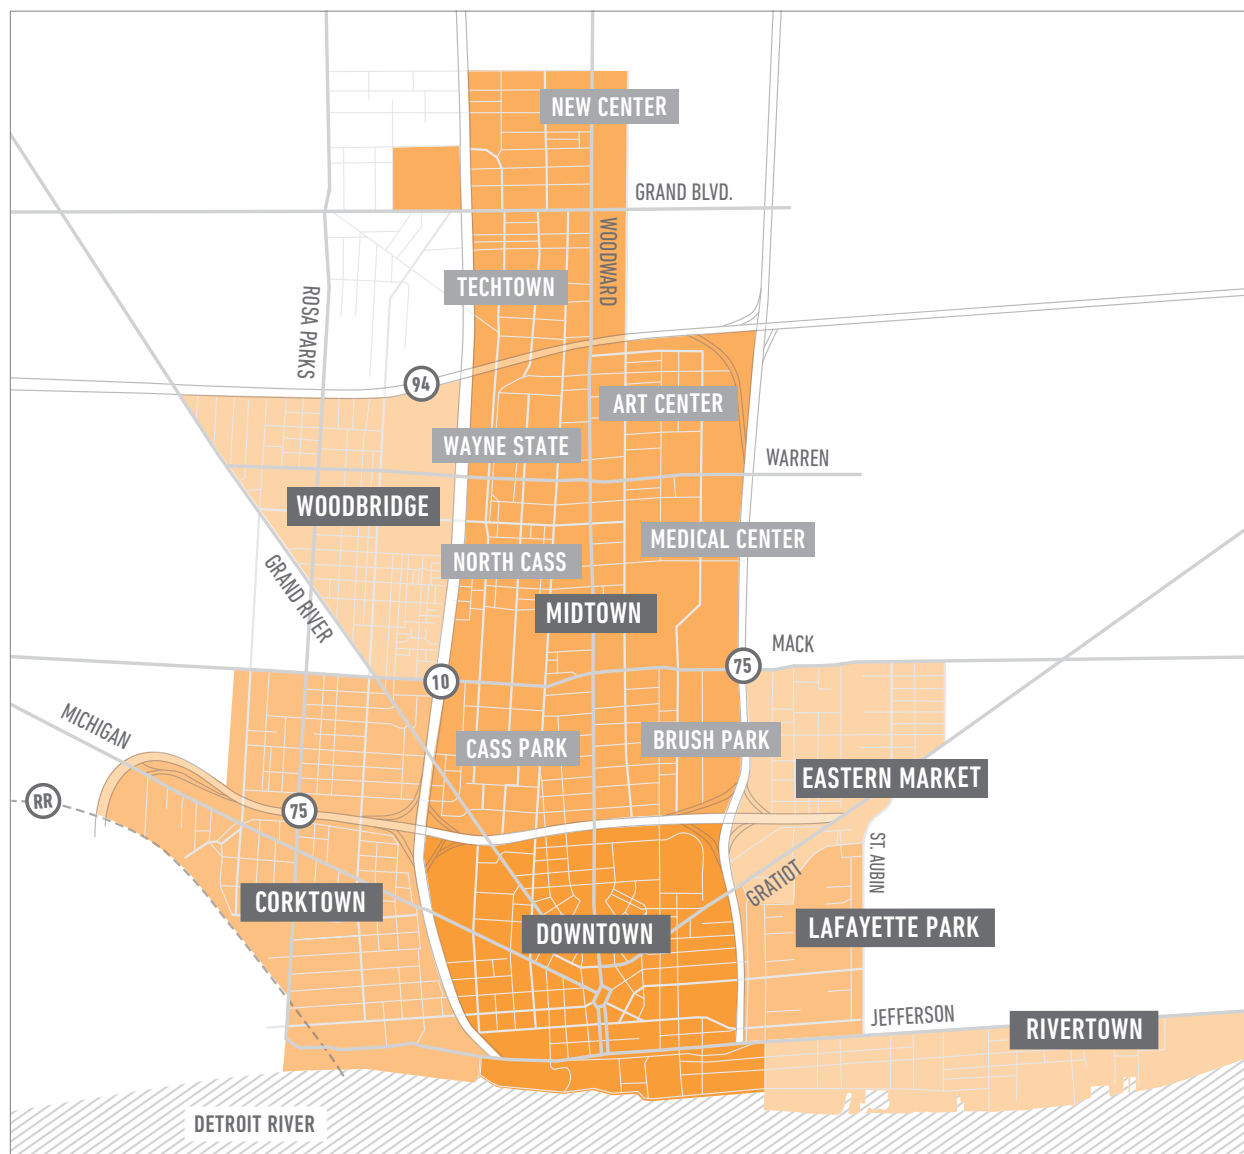 NEW CENTER
GRAND BLVD.
WOODWARD
TECHTOWN
ROSA PARKS
94
ART CENTER
WAYNE STATE
WARREN
WOODBRIDGE
MEDICAL CENTER
NORTH CASS
GRAND RIVER
MIDTOWN
MACK
75
10
MICHIGAN
CASS PARK
BRUSH PARK
EASTERN MARKET
RR
75
ST. AUBIN
GRATIOT
CORKTOWN
DOWNTOWN
LAFAYETTE PARK
JEFFERSON
RIVERTOWN
DETROIT RIVER